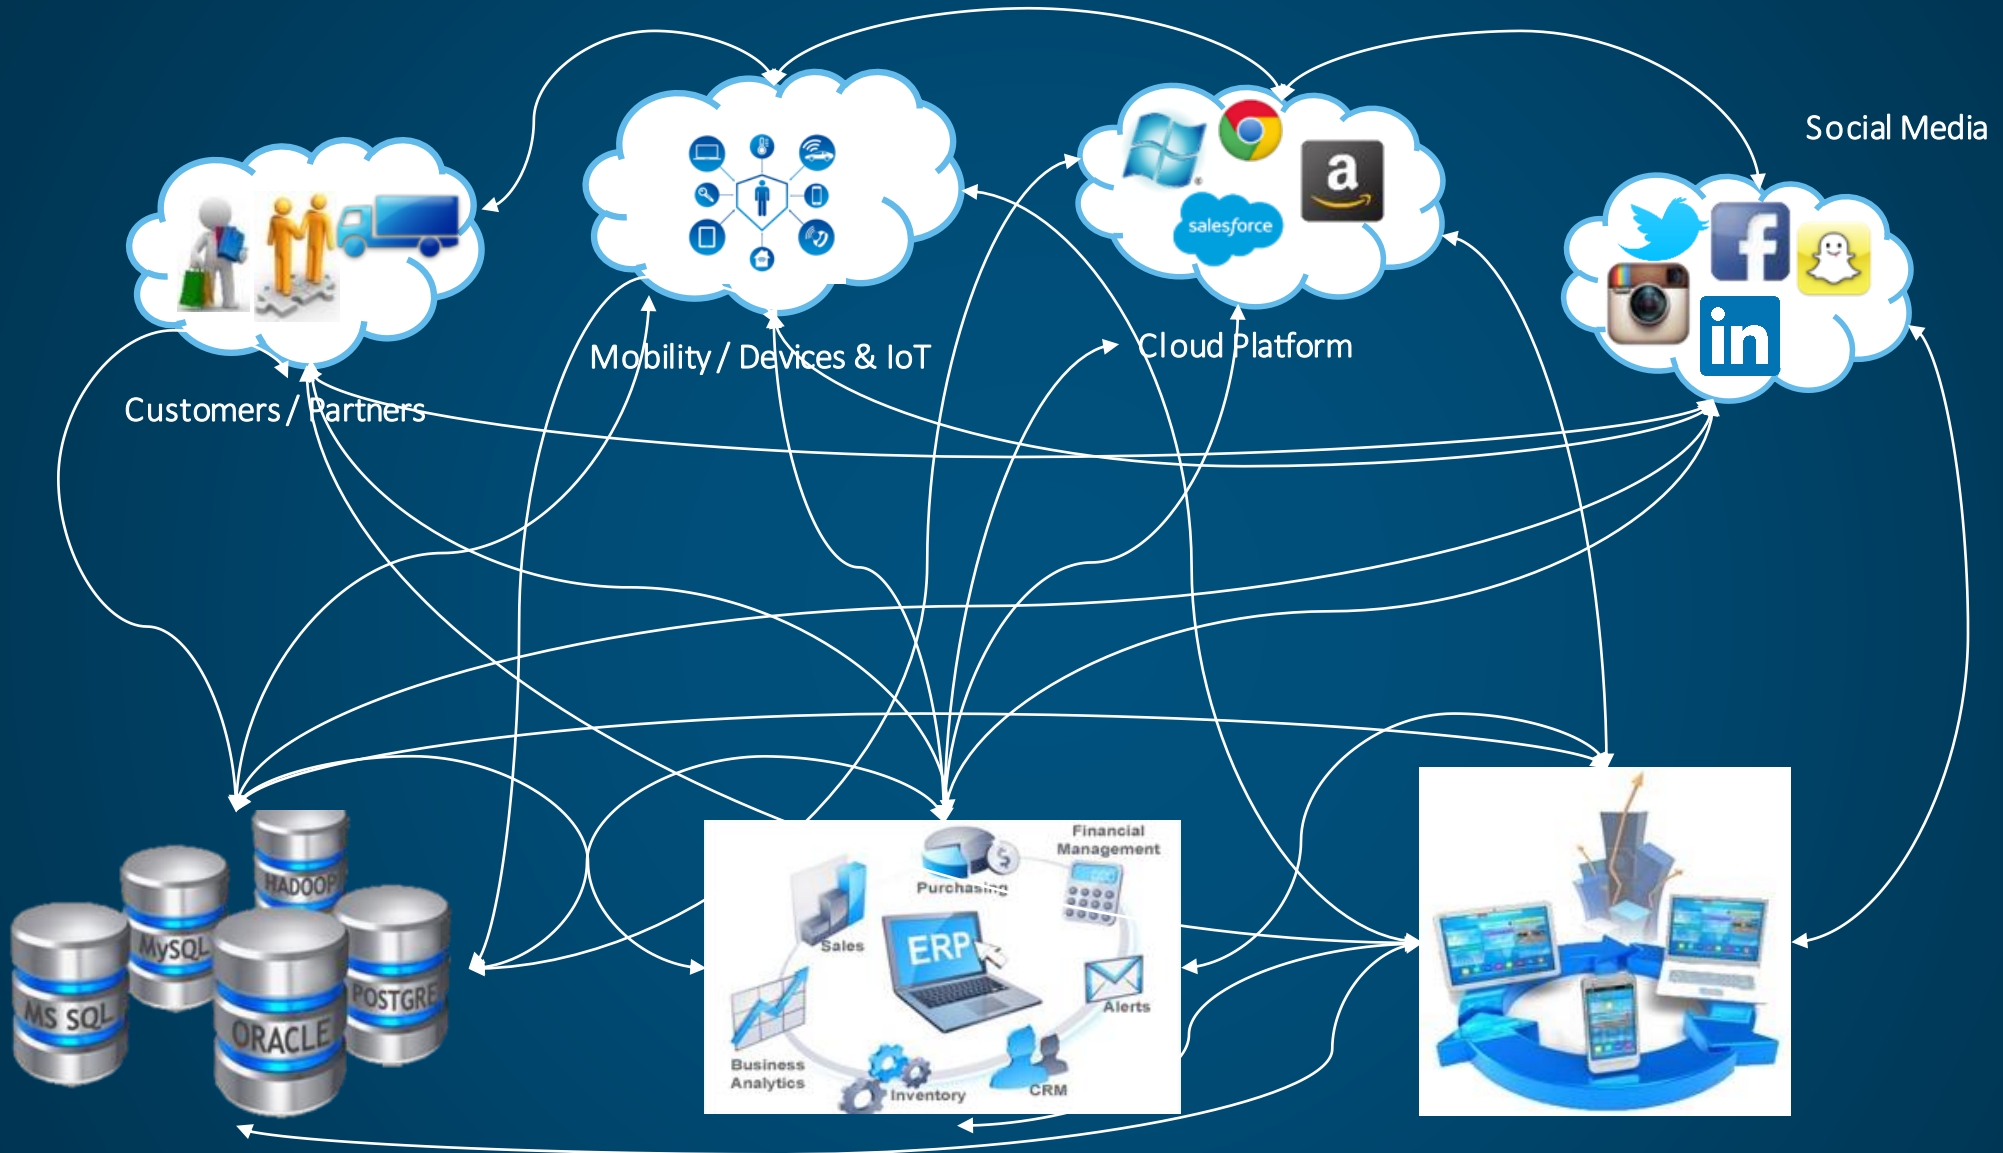 Social Media
a
salesforce
f
in
Cloud Platform
Mobility / Devices & IoT
Customers / Partners
Financial
Management
$
Purchasing
Sales
ERP
Alerts
Business
Analytics
Inventory
CRM
HADOOP
MySQL
POSTGRE
MS SQL
ORACLE